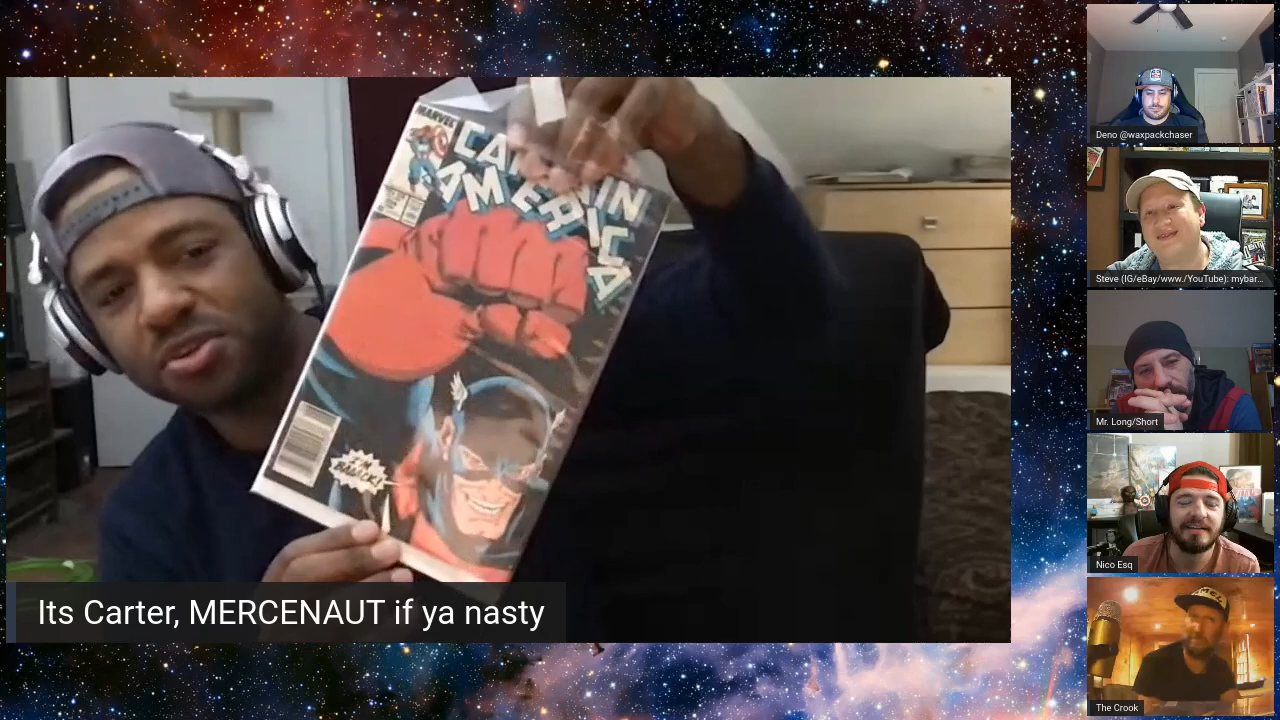 MARVEL
CAPTAIN
AMERICA
I'M
BACK!
Its Carter, MERCENAUT if ya nasty
Deno @waxpackchaser
Steve (IG/eBay/www./YouTube): mybar...
Mr. Long/Short
Nico Esq
The Crook